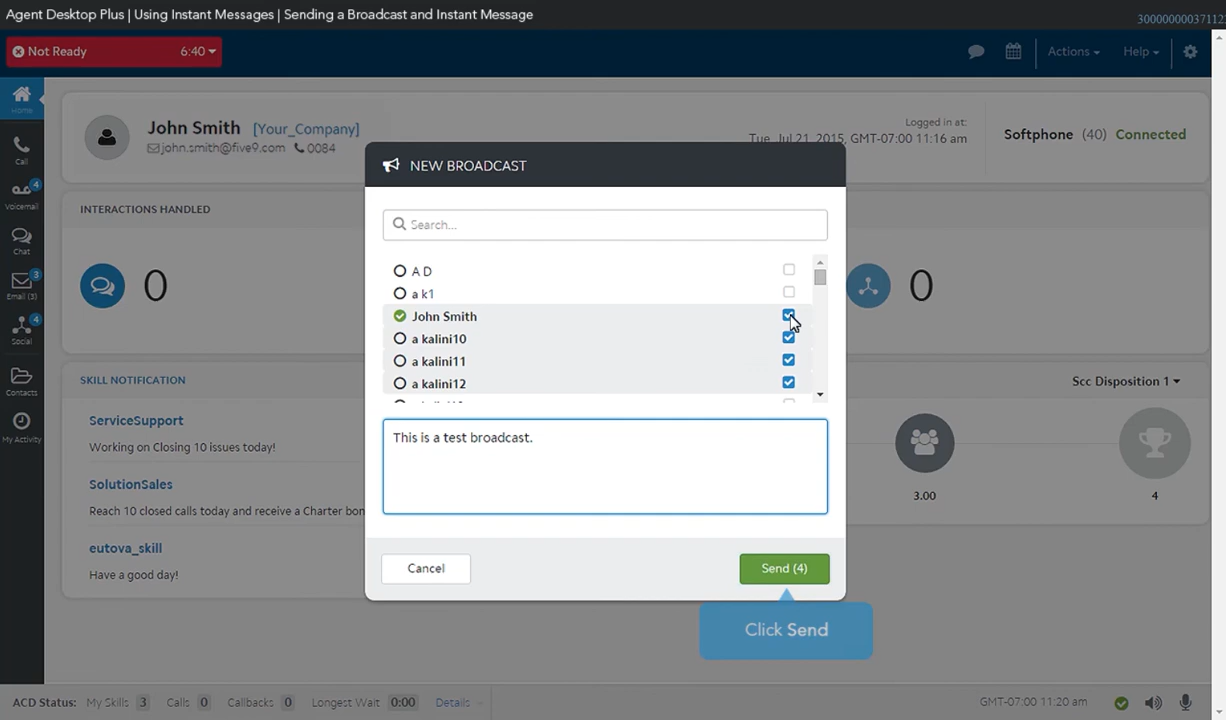 Agent Desktop Plus | Using Instant Messages | Sending a Broadcast and Instant Message
Not Ready 6:40
Actions
Help
Home
Call
Voicemail 4
Chat
Email (3) 3
Social 4
Contacts
My Activity
John Smith [Your_Company]
john.smith@five9.com 0084
Logged in at:
Tue, Jul 21, 2015, GMT-07:00 11:16 am
Softphone (40) Connected
INTERACTIONS HANDLED
0
0
SKILL NOTIFICATION
ServiceSupport
Working on Closing 10 issues today!
SolutionSales
Reach 10 closed calls today and receive a Charter
eutova_skill
Have a good day!
Scc Disposition 1
3.00
4
NEW BROADCAST
Search...
A D
a k1
John Smith
a kalini10
a kalini11
a kalini12
This is a test broadcast.
Cancel
Send (4)
Click Send
ACD Status: My Skills 3 Calls 0 Callbacks 0 Longest Wait 0:00 Details
GMT-07:00 11:20 am